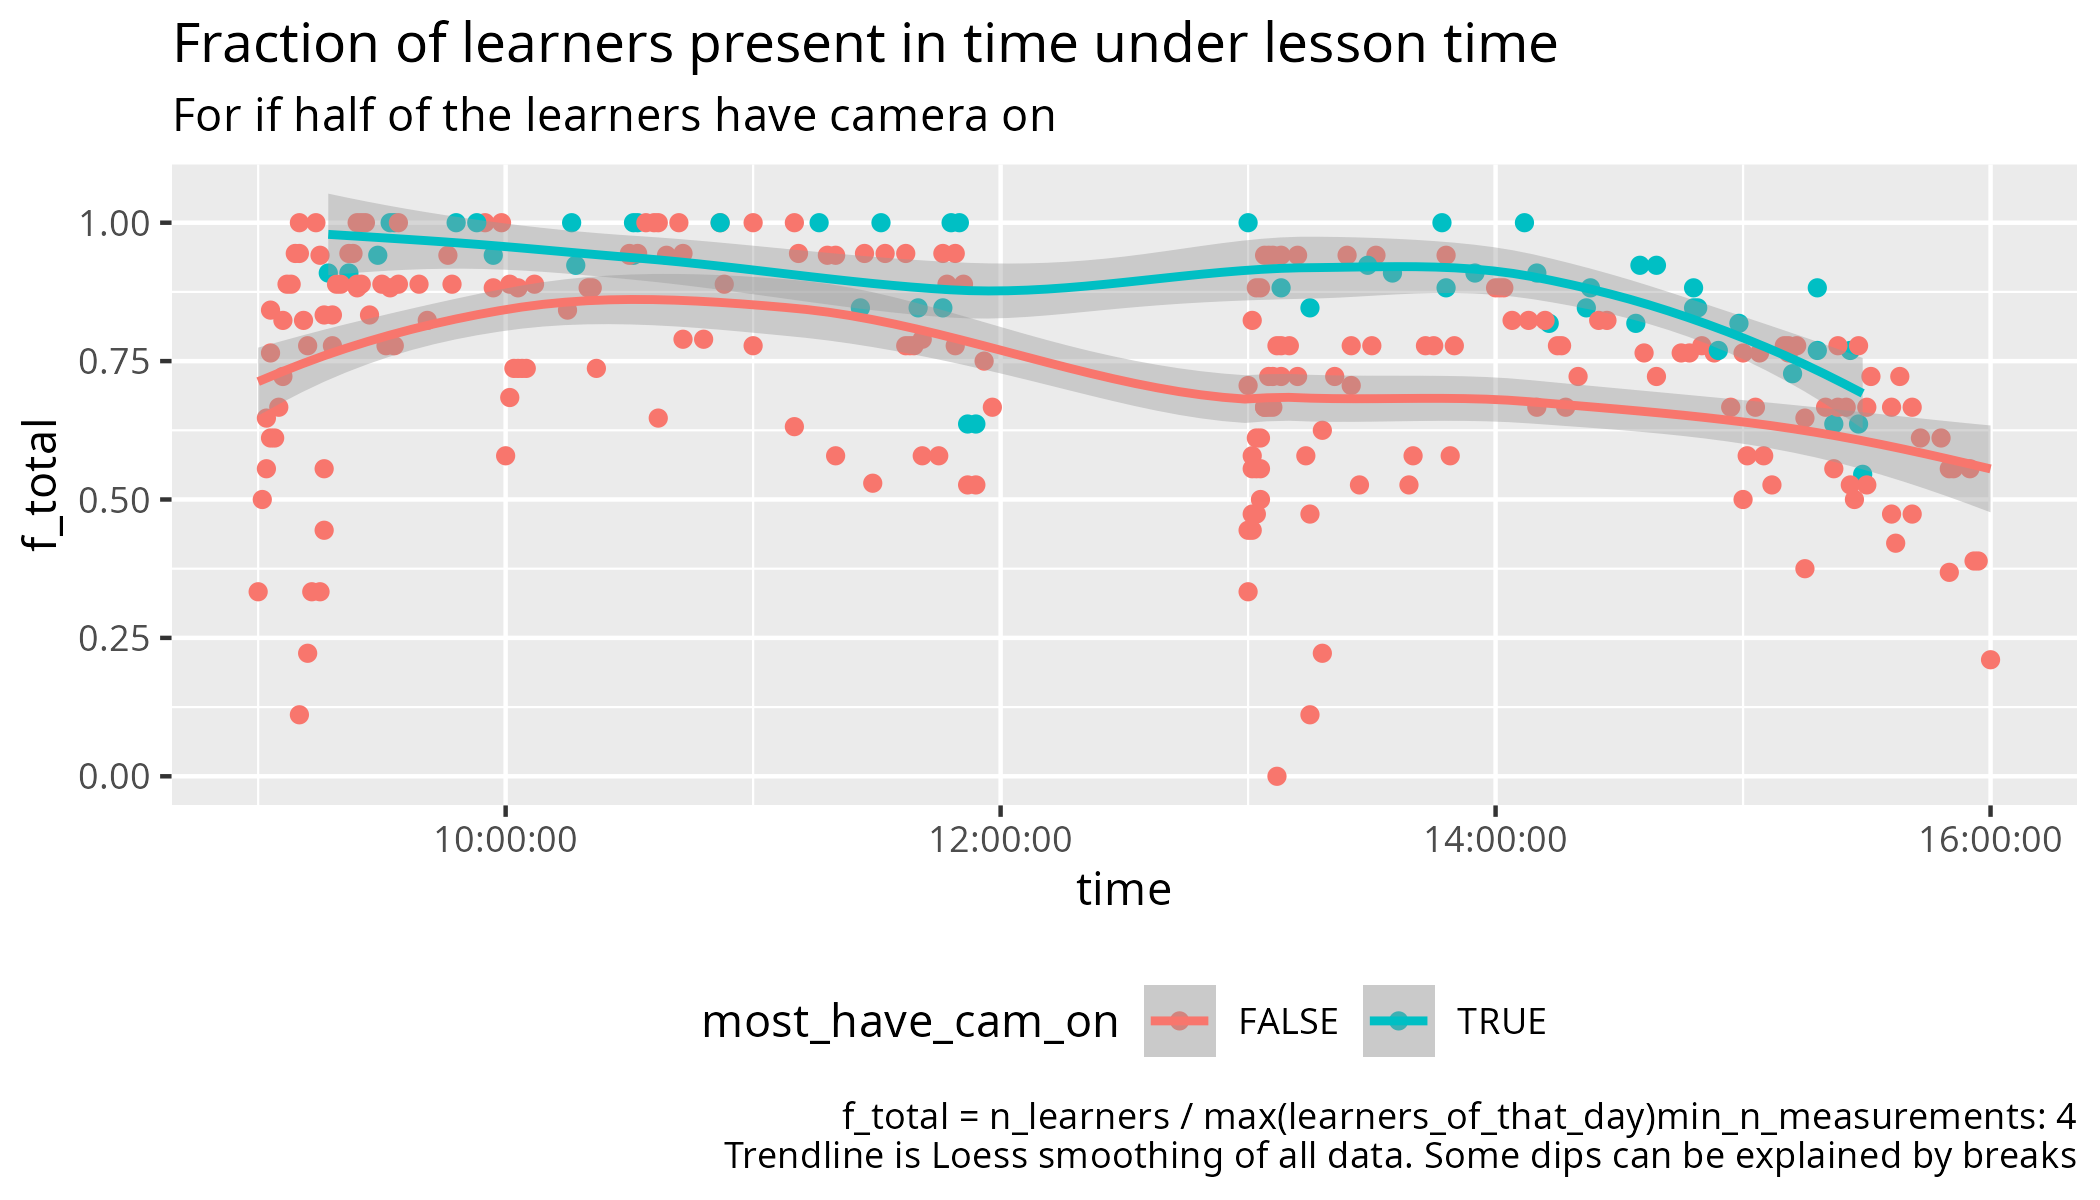 Fraction of learners present in time under lesson time
For if half of the learners have camera on
f_total
1.00
0.75
0.50
0.25
0.00
10:00:00 12:00:00 14:00:00 16:00:00
time
most_have_cam_on FALSE TRUE
f_total = n_learners / max(learners_of_that_day)min_n_measurements: 4
Trendline is Loess smoothing of all data. Some dips can be explained by breaks